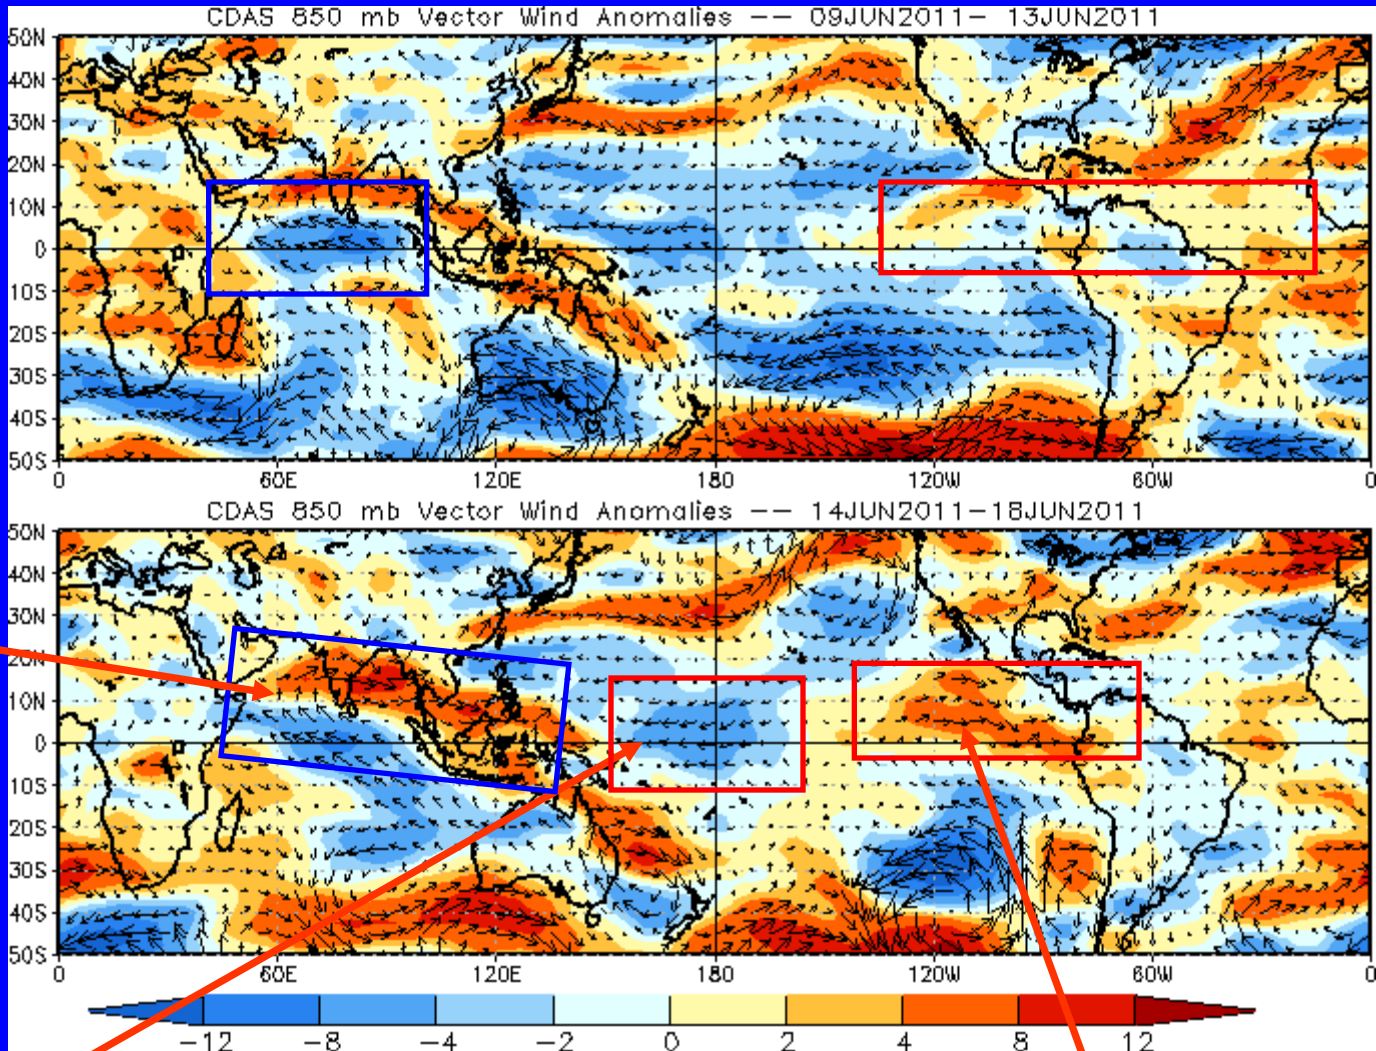 CDAS 850 mb Vector Wind Anomalies -- 09JUN2011- 13JUN2011
50N
40N
30N
20N
10N
0
10S
20S
30S
40S
50S
0 60E 120E 180 120W 60W 0
CDAS 850 mb Vector Wind Anomalies -- 14JUN2011-18JUN2011
50N
40N
30N
20N
10N
0
10S
20S
30S
40S
50S
0 60E 120E 180 120W 60W 0
-12 -8 -4 -2 0 2 4 8 12